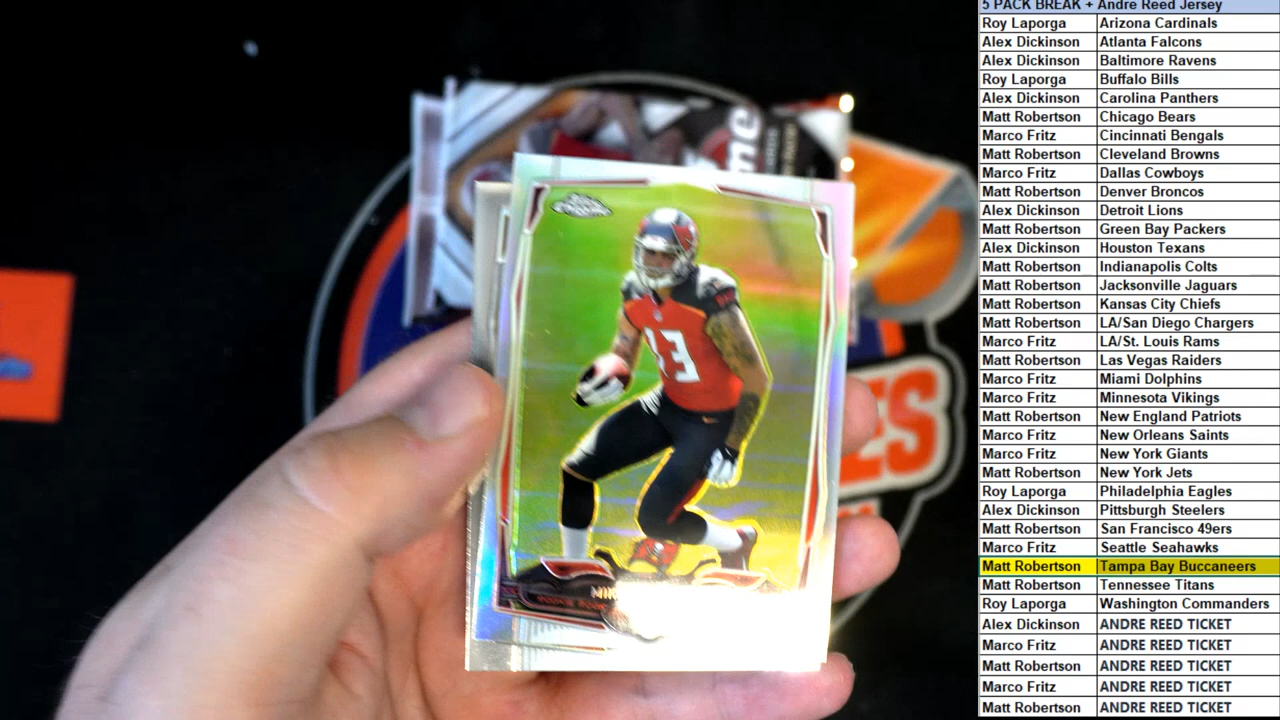 5 PACK BREAK + Andre Reed Jersey
Roy Laporga Arizona Cardinals
Alex Dickinson Atlanta Falcons
Alex Dickinson Baltimore Ravens
Roy Laporga Buffalo Bills
Alex Dickinson Carolina Panthers
Matt Robertson Chicago Bears
Marco Fritz Cincinnati Bengals
Matt Robertson Cleveland Browns
Marco Fritz Dallas Cowboys
Matt Robertson Denver Broncos
Alex Dickinson Detroit Lions
Matt Robertson Green Bay Packers
Alex Dickinson Houston Texans
Matt Robertson Indianapolis Colts
Matt Robertson Jacksonville Jaguars
Matt Robertson Kansas City Chiefs
Matt Robertson LA/San Diego Chargers
Marco Fritz LA/St. Louis Rams
Matt Robertson Las Vegas Raiders
Marco Fritz Miami Dolphins
Marco Fritz Minnesota Vikings
Matt Robertson New England Patriots
Marco Fritz New Orleans Saints
Marco Fritz New York Giants
Matt Robertson New York Jets
Roy Laporga Philadelphia Eagles
Alex Dickinson Pittsburgh Steelers
Matt Robertson San Francisco 49ers
Marco Fritz Seattle Seahawks
Matt Robertson Tampa Bay Buccaneers
Matt Robertson Tennessee Titans
Roy Laporga Washington Commanders
Alex Dickinson ANDRE REED TICKET
Marco Fritz ANDRE REED TICKET
Matt Robertson ANDRE REED TICKET
Marco Fritz ANDRE REED TICKET
Matt Robertson ANDRE REED TICKET
13